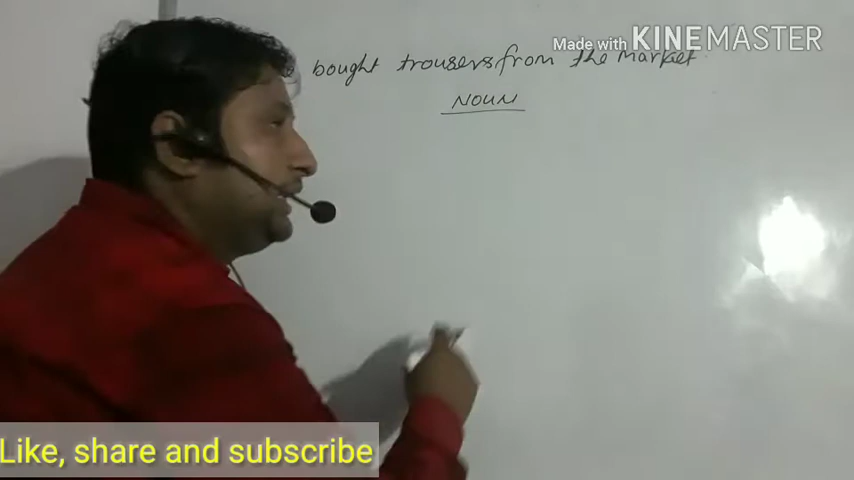 Made with KINEMASTER
bought trousers from the Market
NOUN
Like, share and subscribe